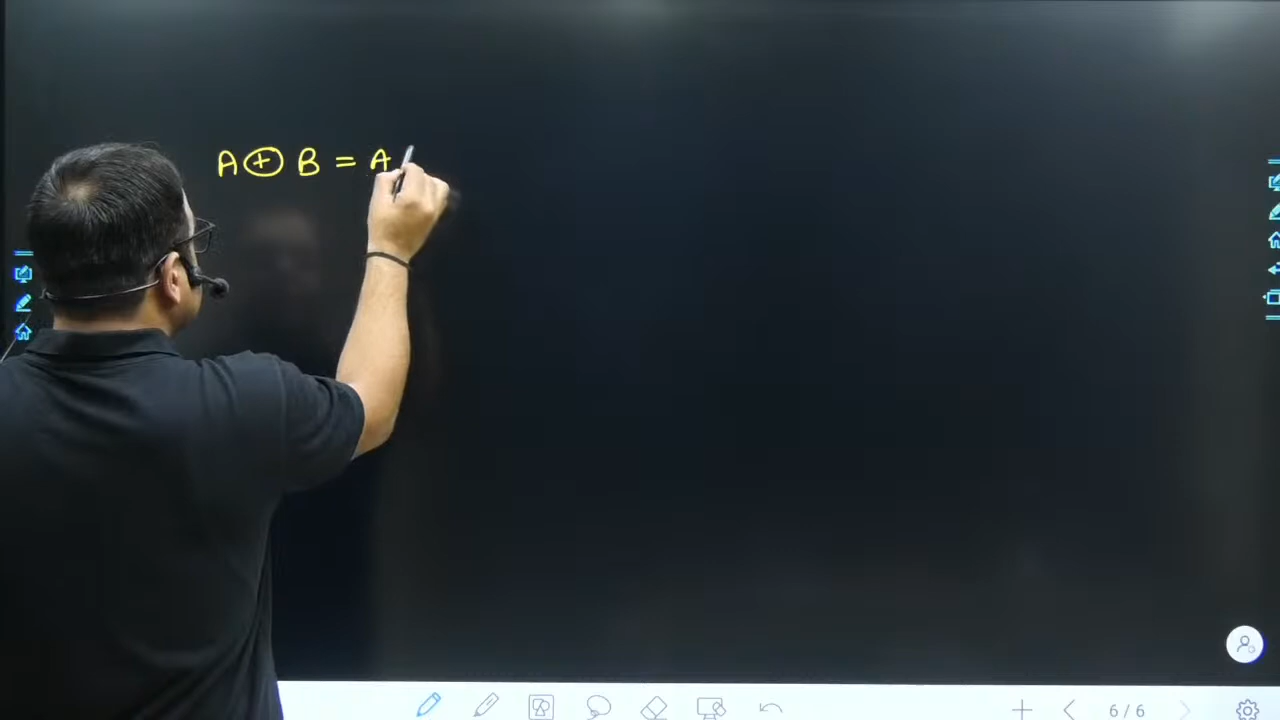 A ⊕ B = A
6/6